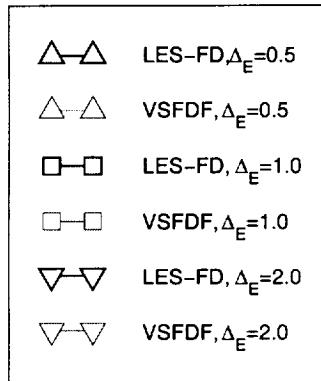 LES-FD,Δ_E=0.5
VSFDF, Δ_E=0.5
LES-FD, Δ_E=1.0
VSFDF, Δ_E=1.0
LES-FD, Δ_E=2.0
VSFDF, Δ_E=2.0